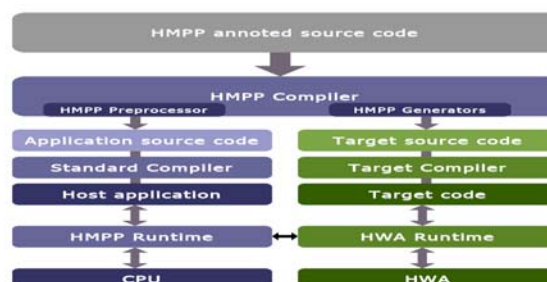 HMPP annoted source code
HMPP Compiler
HMPP Preprocessor
HMPP Generators
Application source code
Target source code
Standard Compiler
Target Compiler
Host application
Target code
HMPP Runtime
HWA Runtime
CPU
HWA